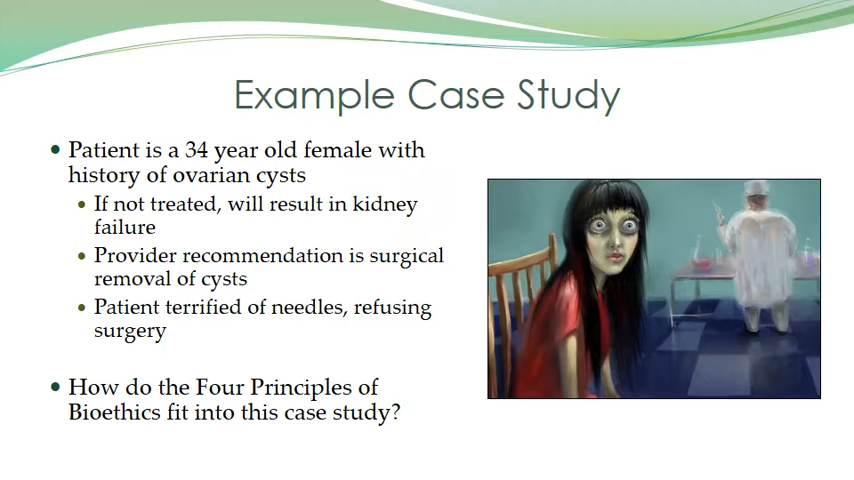 Example Case Study
• Patient is a 34 year old female with
history of ovarian cysts
• If not treated, will result in kidney
failure
• Provider recommendation is surgical
removal of cysts
• Patient terrified of needles, refusing
surgery
• How do the Four Principles of
Bioethics fit into this case study?